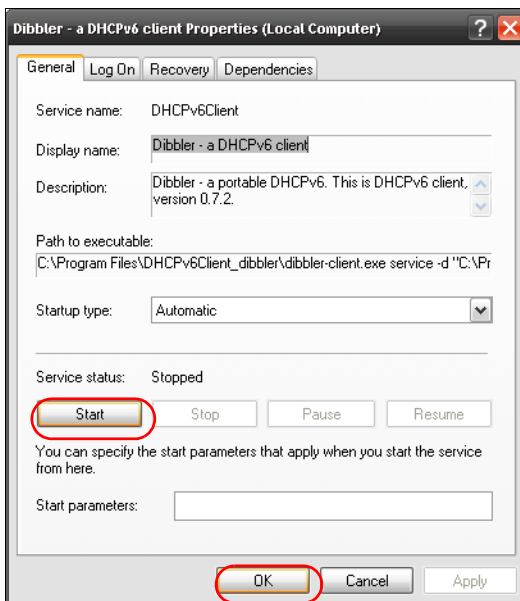 Dibbler - a DHCPv6 client Properties (Local Computer)
General Log On Recovery Dependencies
Service name: DHCPv6Client
Display name: Dibbler - a DHCPv6 client
Description: Dibbler - a portable DHCPv6. This is DHCPv6 client,
version 0.7.2.
Path to executable:
C:\Program Files\DHCPv6Client_dibbler\dibbler-client.exe service -d "C:\Pr
Startup type: Automatic
Service status: Stopped
Start Stop Pause Resume
You can specify the start parameters that apply when you start the service
from here.
Start parameters:
OK Cancel Apply